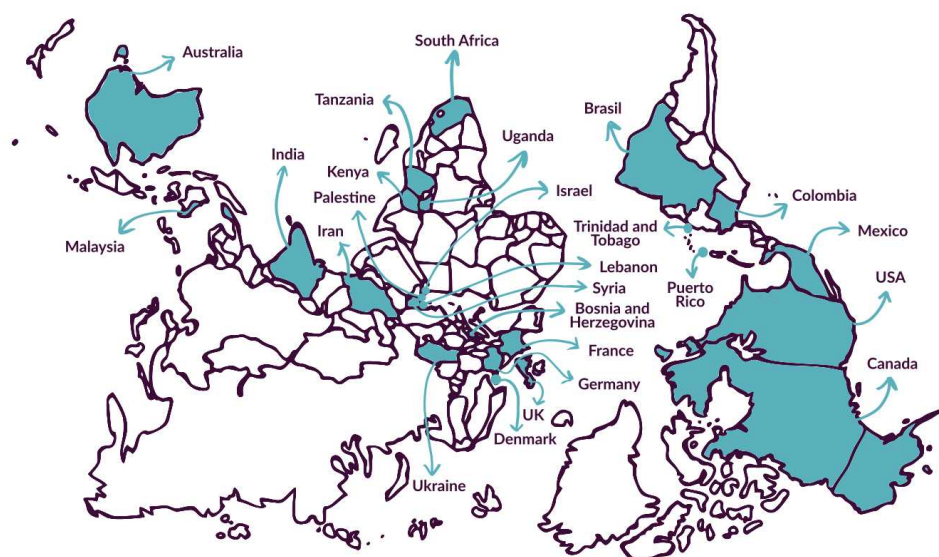 South Africa
Australia
Tanzania
Brasil
Uganda
India
Kenya
Israel
Palestine
Colombia
Iran
Trinidad and
Tobago
Mexico
Malaysia
Lebanon
USA
Syria
Puerto
Rico
Bosnia and
Herzegovina
France
Canada
Germany
UK
Denmark
Ukraine